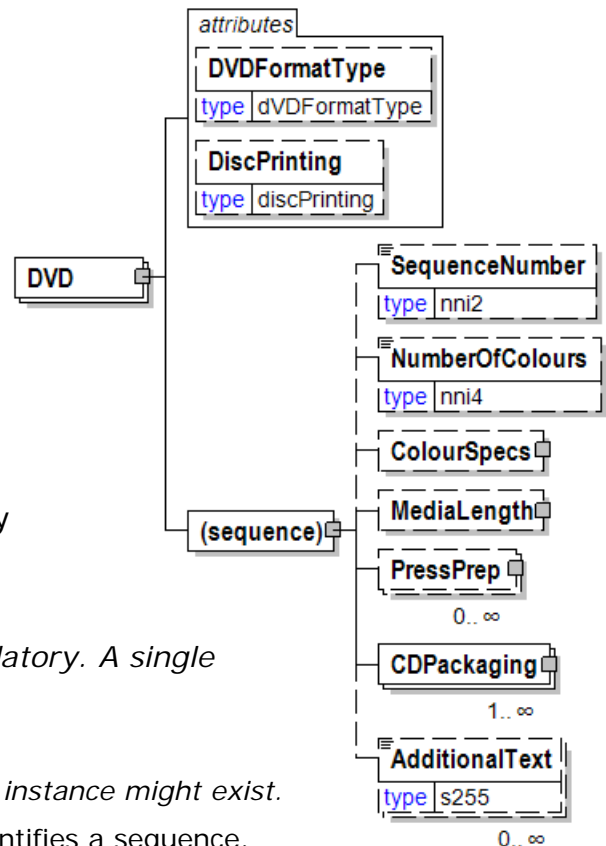 attributes
DVDFormatType
type dVDFormatType
DiscPrinting
type discPrinting
DVD
SequenceNumber
type nni2
NumberOfColours
type nni4
ColourSpecs
y
MediaLength
(sequence)
PressPrep
0.. ∞
latory. A single
CDPackaging
1.. ∞
AdditionalText
instance might exist.
type s255
ntifies a sequence.
0.. ∞